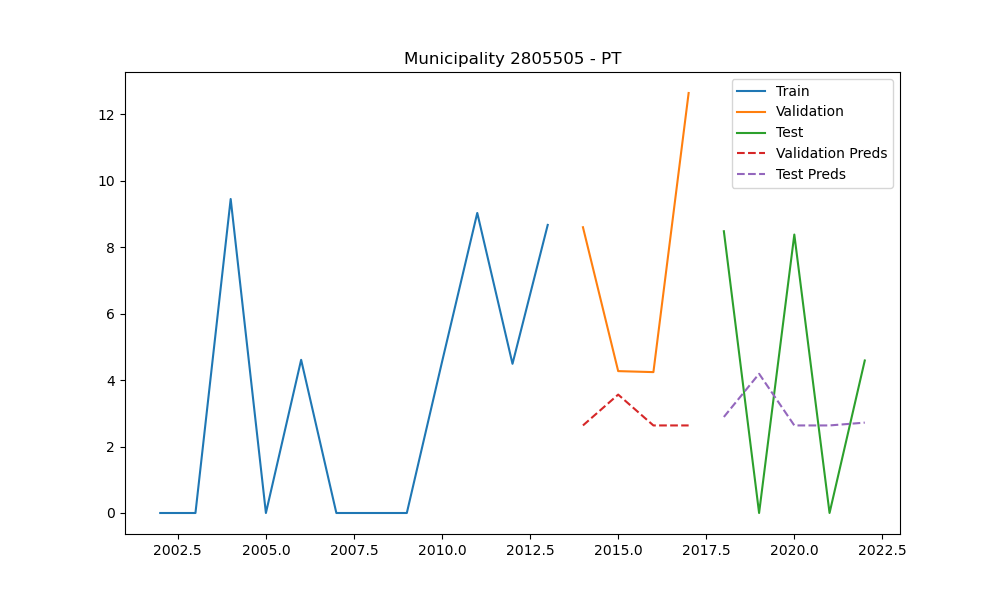 Municipality 2805505 - PT
Train
Validation
Test
Validation Preds
Test Preds
12
10
8
6
4
2
0
2002.5 2005.0 2007.5 2010.0 2012.5 2015.0 2017.5 2020.0 2022.5